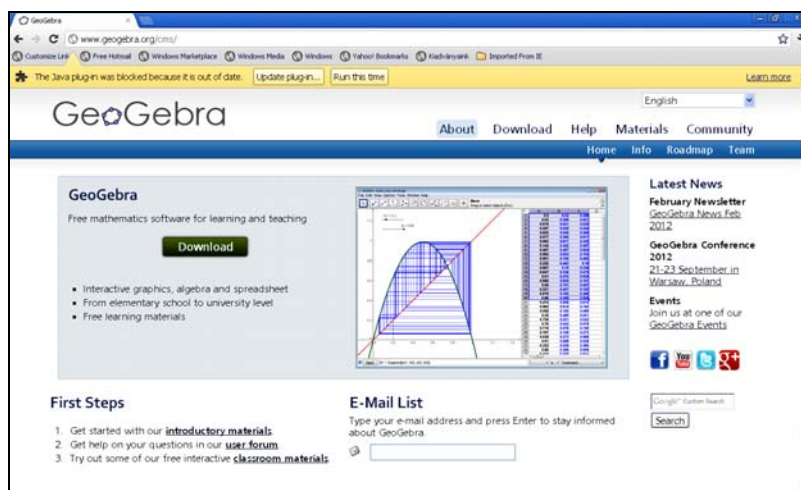 GeoGebra
www.geogebra.org/cms/
Customize Links Free Hotmail Windows Marketplace Windows Media Windows Yahoo! Bookmarks Kiadványaink Imported From IE
The Java plug-in was blocked because it is out of date. Update plug-in... Run this time Learn more
English
GeoGebra
About Download Help Materials Community
Home Info Roadmap Team
GeoGebra
Free mathematics software for learning and teaching
Download
Interactive graphics, algebra and spreadsheet
From elementary school to university level
Free learning materials
Latest News
February Newsletter
GeoGebra News Feb
2012
GeoGebra Conference
2012
21-23 September in
Warsaw, Poland
Events
Join us at one of our
GeoGebra Events
f You Tube t g+
First Steps
1. Get started with our introductory materials.
2. Get help on your questions in our user forum.
3. Try out some of our free interactive classroom materials.
E-Mail List
Type your e-mail address and press Enter to stay informed
about GeoGebra.
Google™ Custom Search
Search